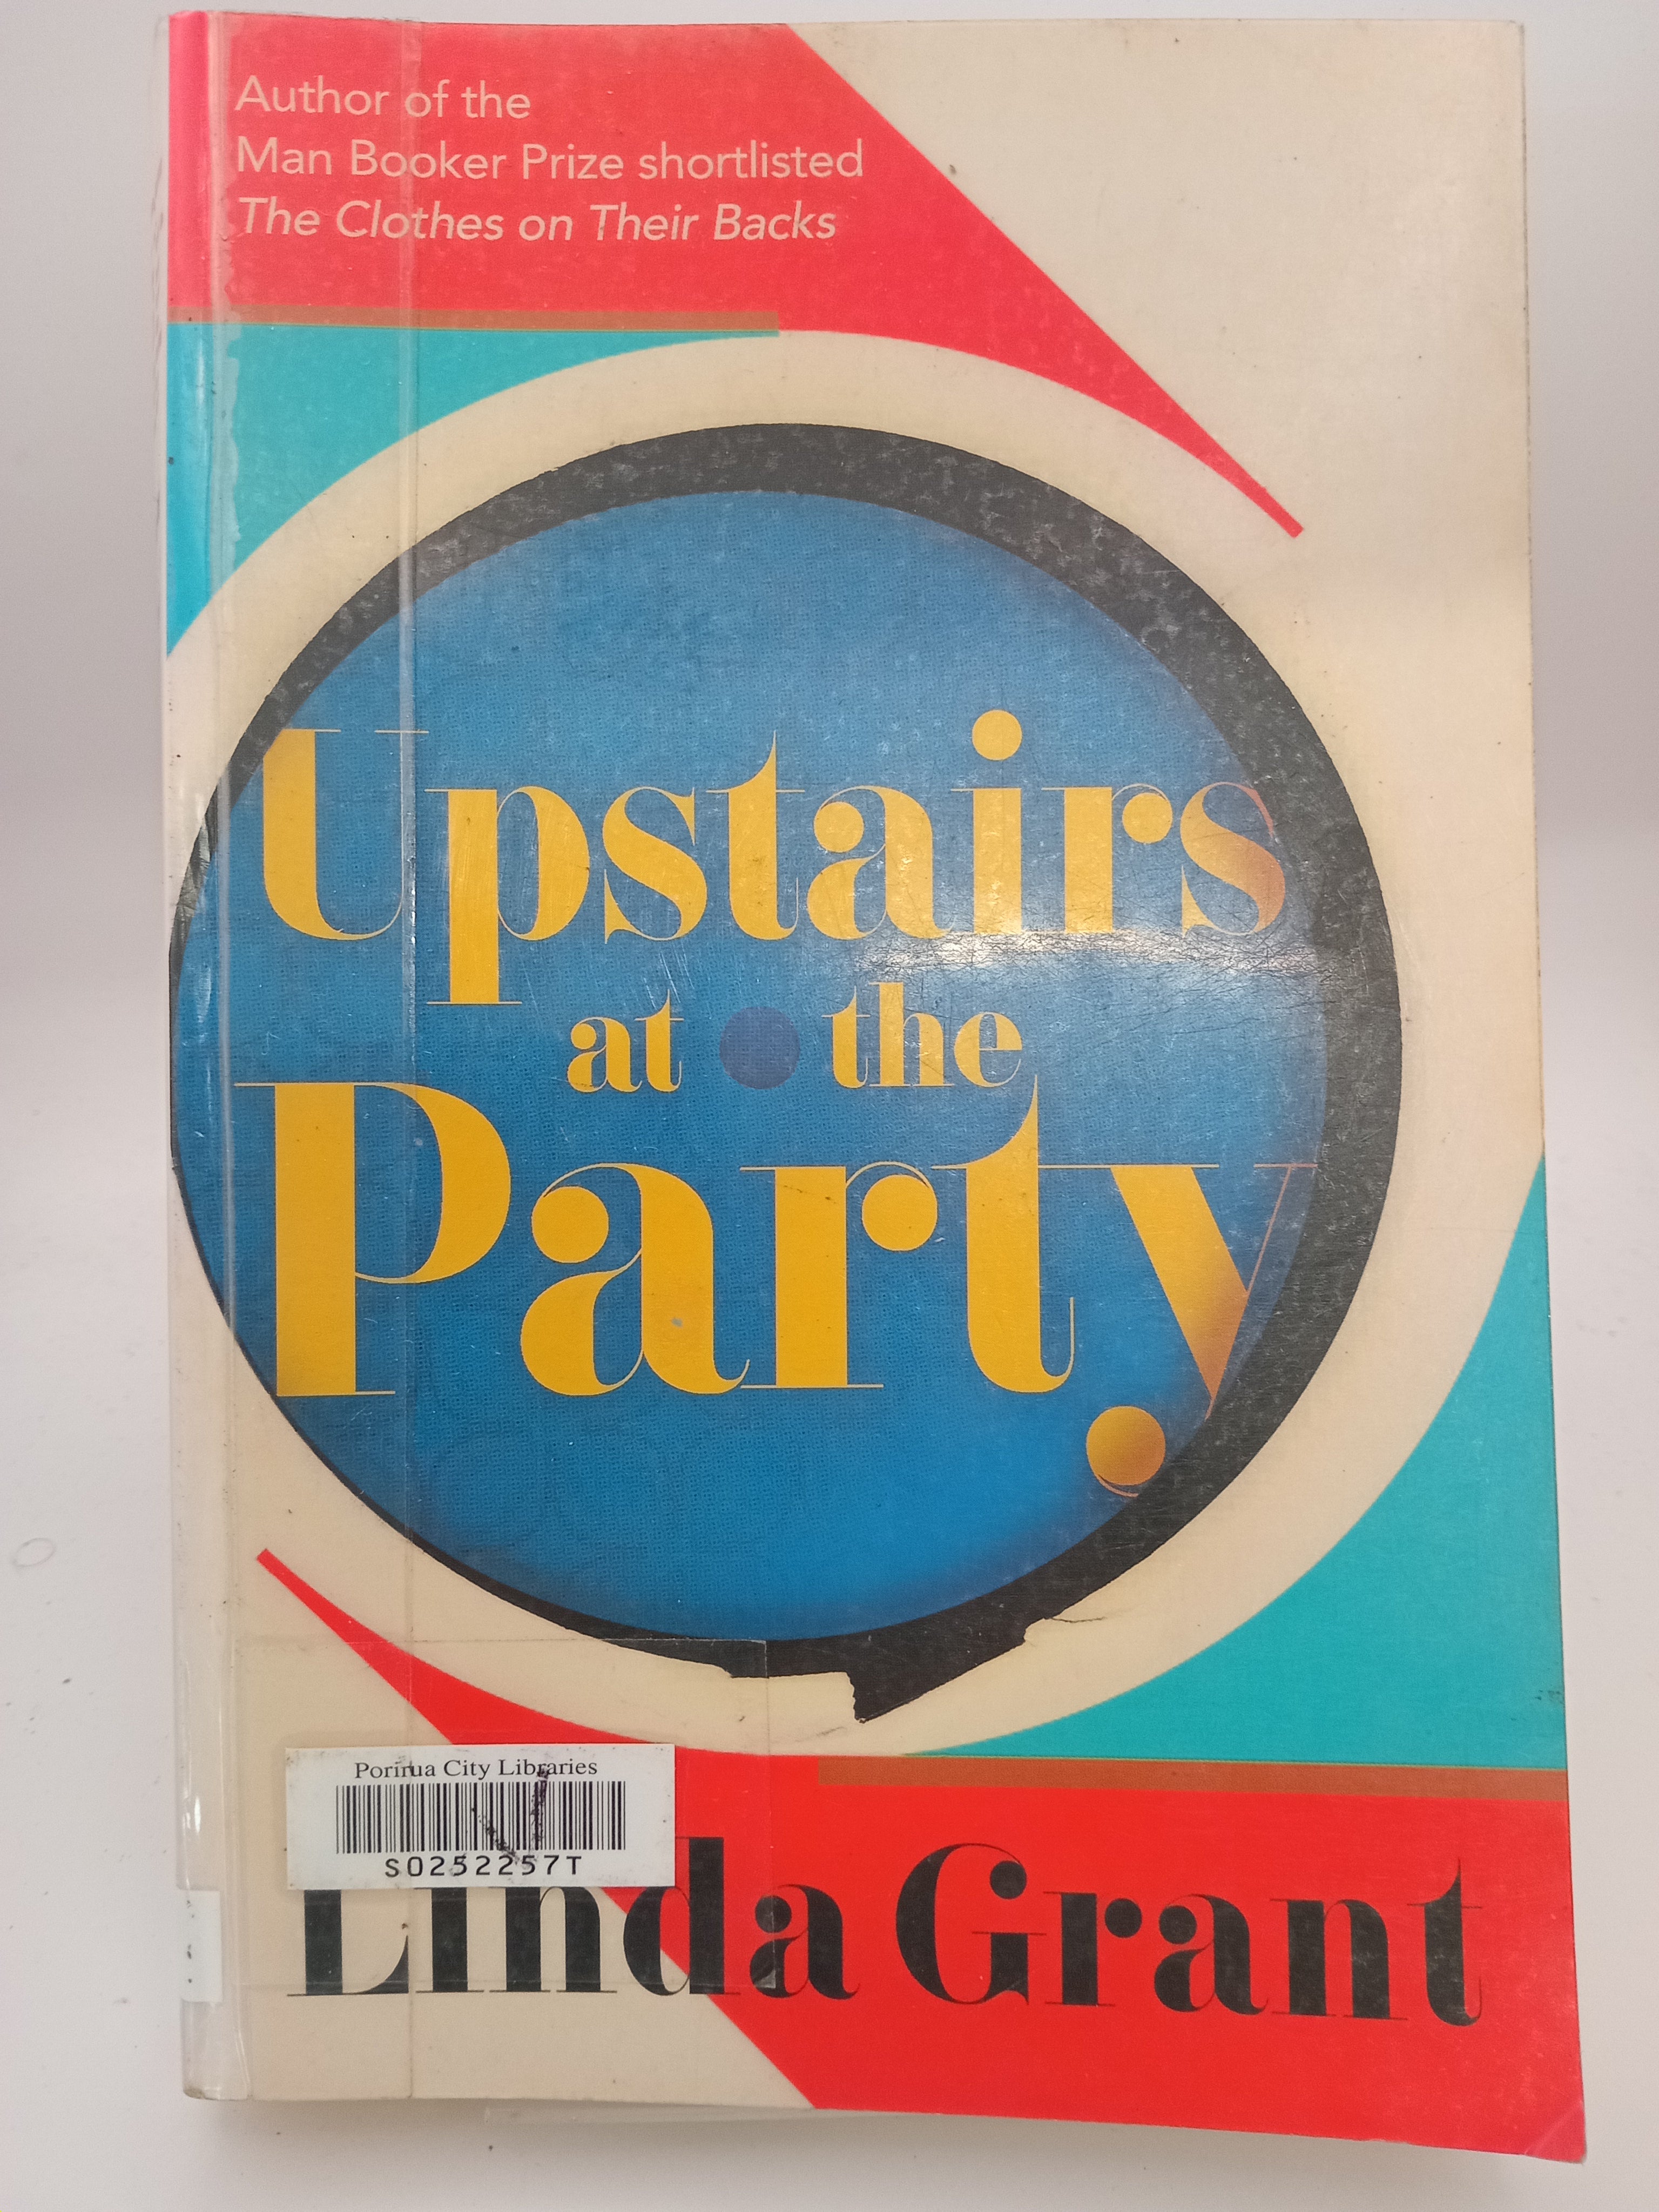 Author of the
Man Booker Prize shortlisted
The Clothes on Their Backs
Upstairs
at the
Party
Porirua City Libraries
S0252257T
Linda Grant